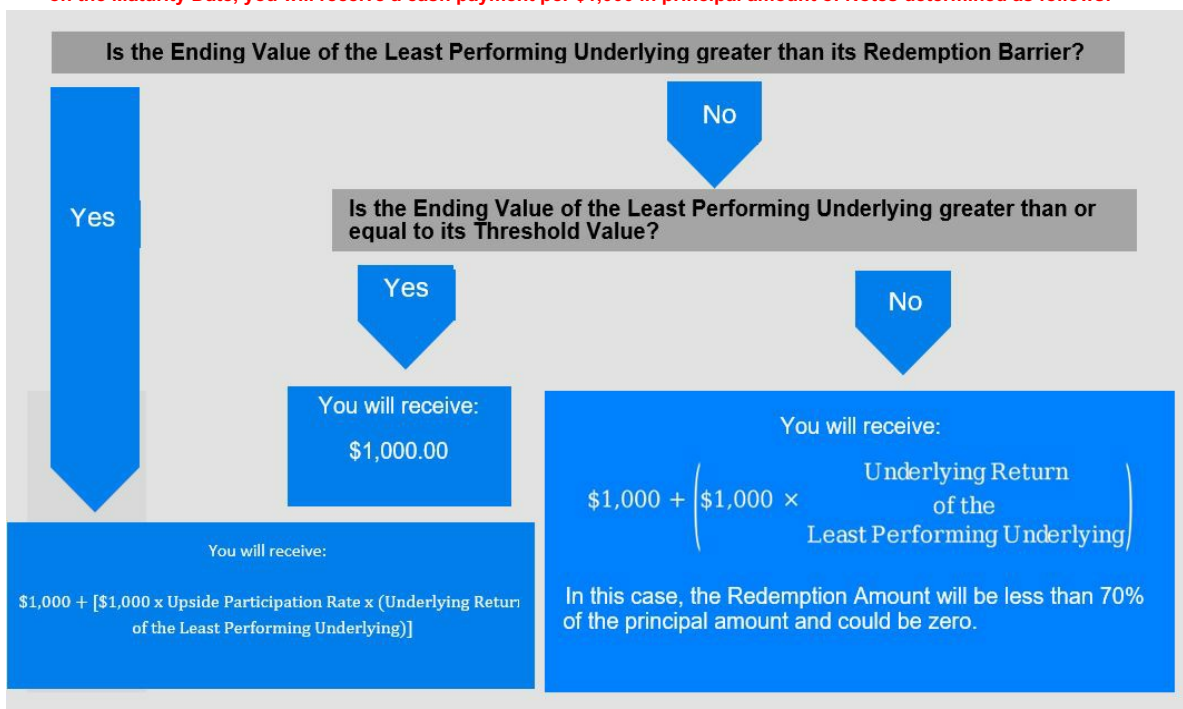 Is the Ending Value of the Least Performing Underlying greater than its Redemption Barrier?
No
Yes
Is the Ending Value of the Least Performing Underlying greater than or
equal to its Threshold Value?
Yes
No
You will receive:
$1,000.00
You will receive:
$1,000 + ($1,000 × Underlying Return
of the
Least Performing Underlying)
In this case, the Redemption Amount will be less than 70%
of the principal amount and could be zero.
You will receive:
$1,000 + [$1,000 x Upside Participation Rate x (Underlying Return
of the Least Performing Underlying)]